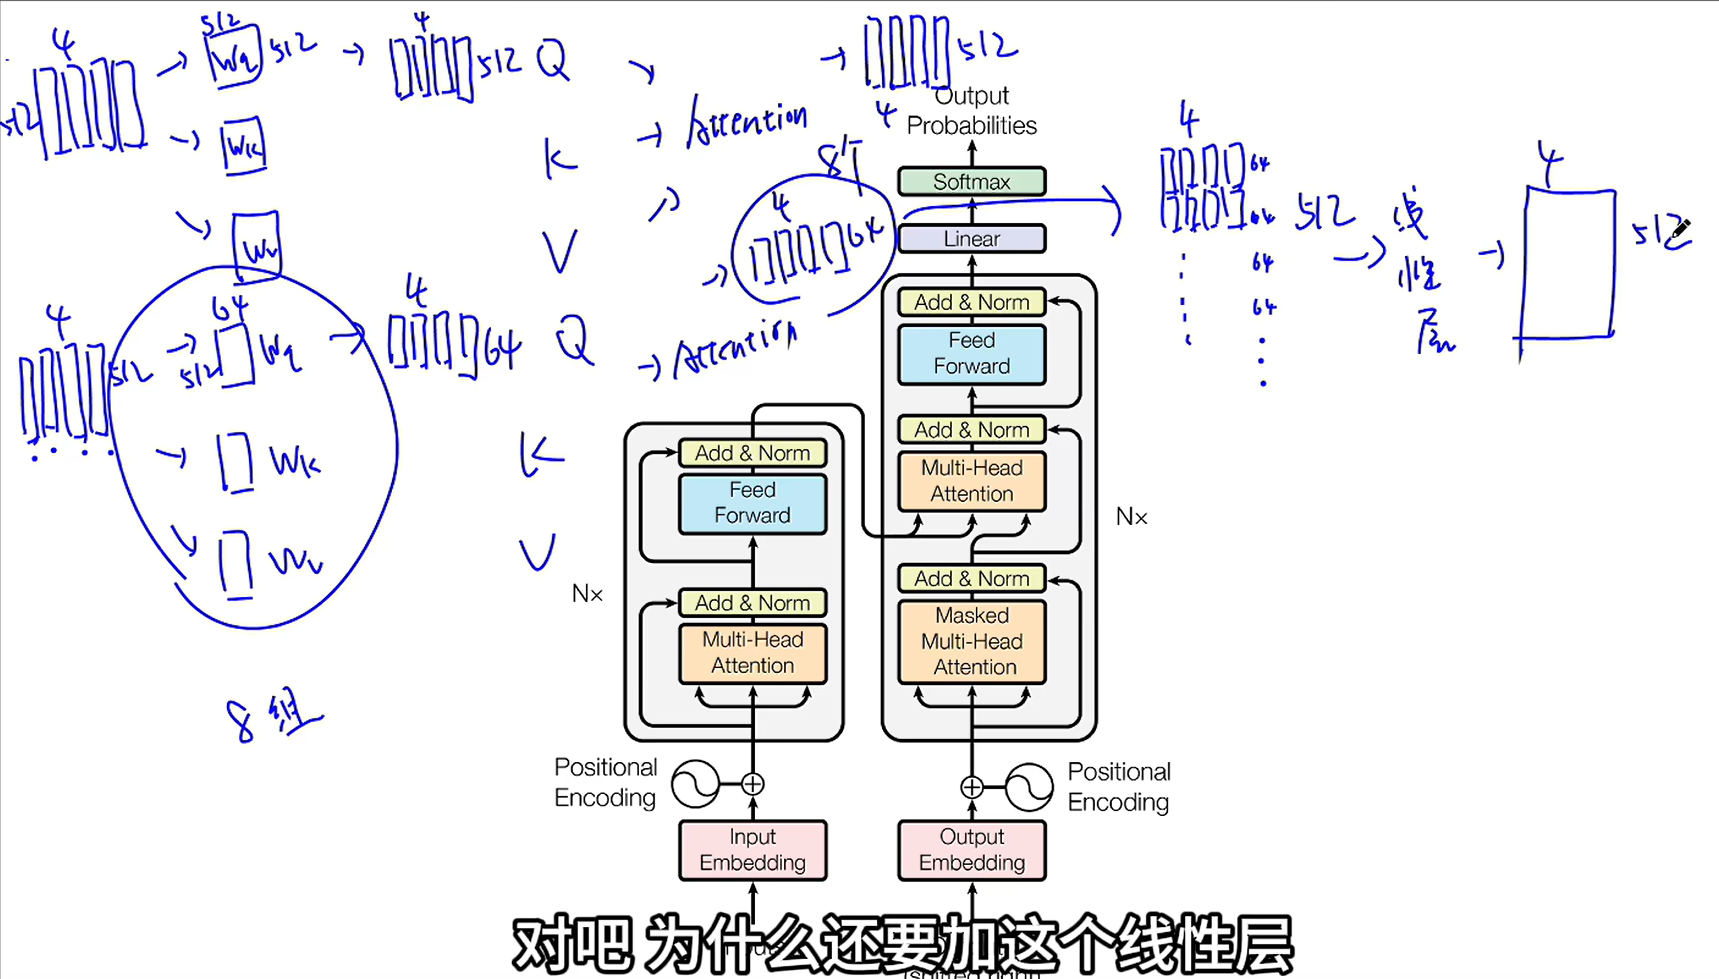 4
512
Wq
512
4
512 Q
512
4
Wk
K
Attention
Wv
V
8个
4
64
4
64
64
64
64
512
线性层
4
512
4
512
64
512
Wq
4
64 Q
Attention
Wk
K
Wv
V
8组
Output
Probabilities
Softmax
Linear
Add & Norm
Feed
Forward
Add & Norm
Multi-Head
Attention
Nx
Add & Norm
Masked
Multi-Head
Attention
Add & Norm
Feed
Forward
Nx
Add & Norm
Multi-Head
Attention
Positional
Encoding
Positional
Encoding
Input
Embedding
Output
Embedding
对吧 为什么还要加这个线性层
(shifted right)